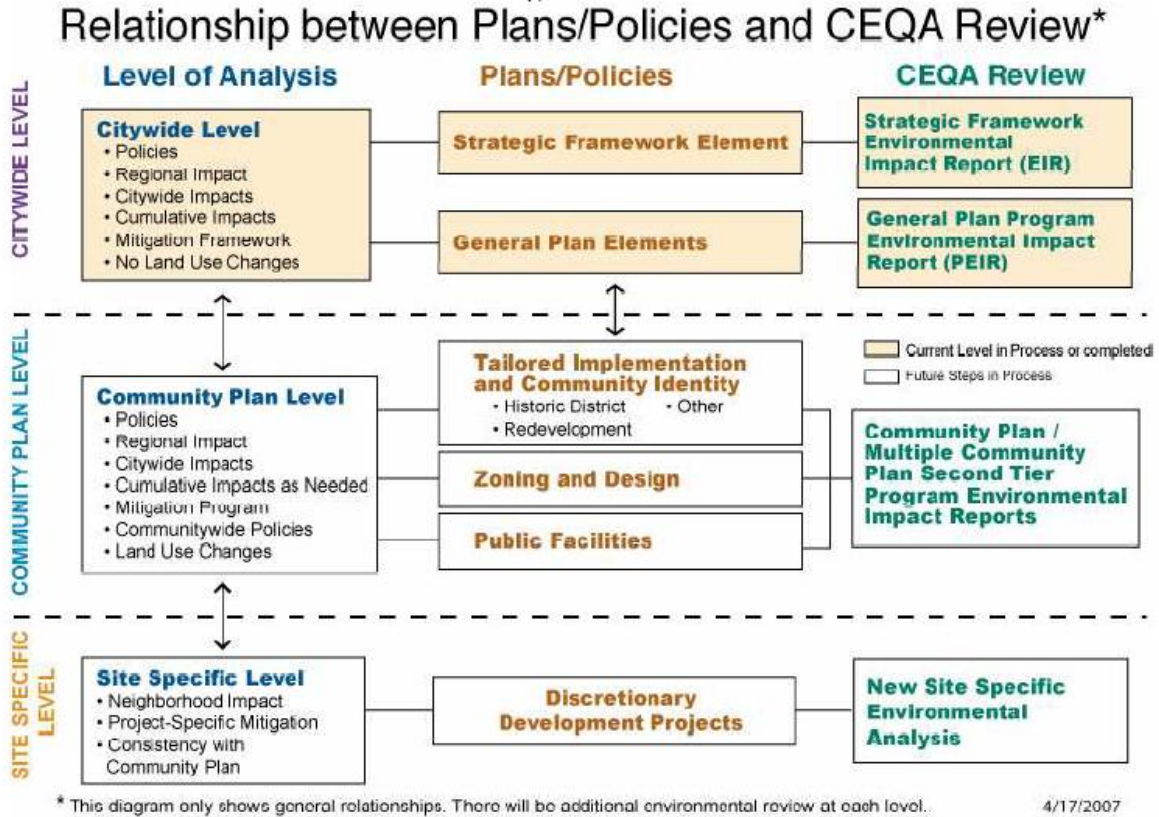 Relationship between Plans/Policies and CEQA Review*
Level of Analysis
Plans/Policies
CEQA Review
CITYWIDE LEVEL
Citywide Level
• Policies
• Regional Impact
• Citywide Impacts
• Cumulative Impacts
• Mitigation Framework
• No Land Use Changes
Strategic Framework Element
Strategic Framework
Environmental
Impact Report (EIR)
General Plan Elements
General Plan Program
Environmental Impact
Report (PEIR)
COMMUNITY PLAN LEVEL
Community Plan Level
• Policies
• Regional Impact
• Citywide Impacts
• Cumulative Impacts as Needed
• Mitigation Program
• Communitywide Policies
• Land Use Changes
Tailored Implementation
and Community Identity
• Historic District • Other
• Redevelopment
Zoning and Design
Public Facilities
Current Level in Process or completed
Future Steps in Process
Community Plan /
Multiple Community
Plan Second Tier
Program Environmental
Impact Reports
SITE SPECIFIC
LEVEL
Site Specific Level
• Neighborhood Impact
• Project-Specific Mitigation
• Consistency with
Community Plan
Discretionary
Development Projects
New Site Specific
Environmental
Analysis
* This diagram only shows general relationships. There will be additional environmental review at each level.
4/17/2007